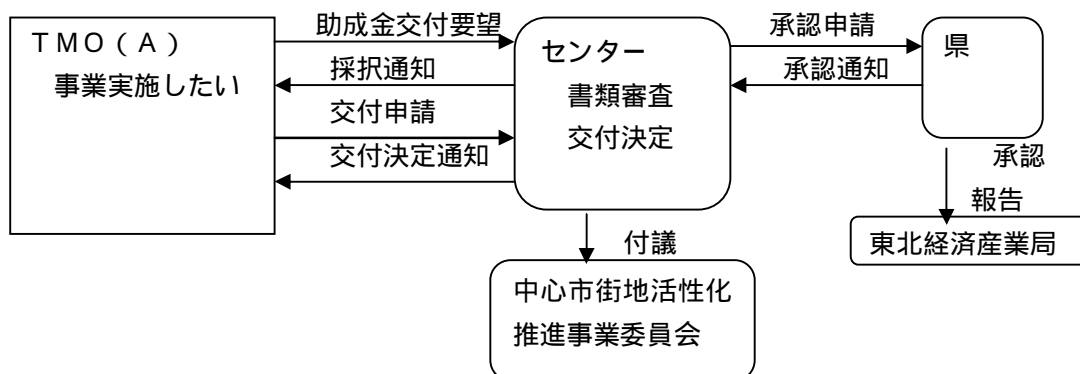 TMO(A)
事業実施したい
助成金交付要望
採択通知
交付申請
交付決定通知
センター
書類審査
交付決定
承認申請
承認通知
県
承認
報告
東北経済産業局
付議
中心市街地活性化
推進事業委員会